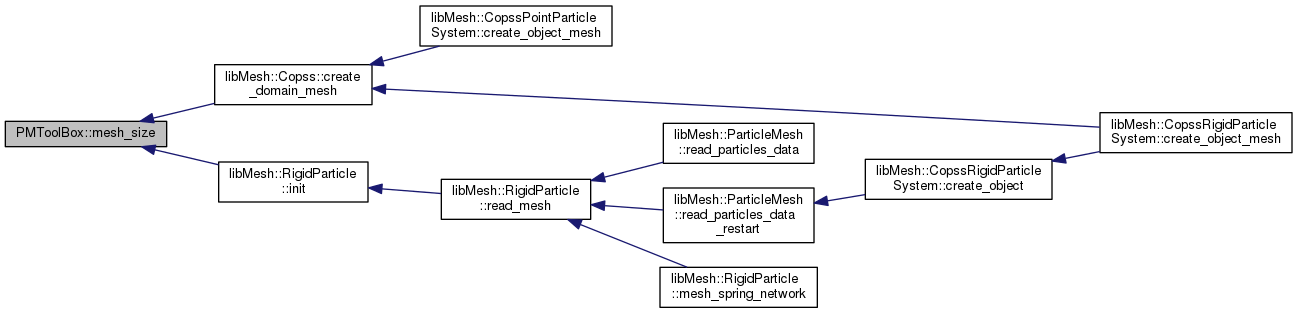 libMesh::CopssPointParticle
System::create_object_mesh
libMesh::Copss::create
_domain_mesh
PMToolBox::mesh_size
libMesh::RigidParticle
::init
libMesh::RigidParticle
::read_mesh
libMesh::ParticleMesh
::read_particles_data
libMesh::ParticleMesh
::read_particles_data
_restart
libMesh::RigidParticle
::mesh_spring_network
libMesh::CopssRigidParticle
System::create_object
libMesh::CopssRigidParticle
System::create_object_mesh